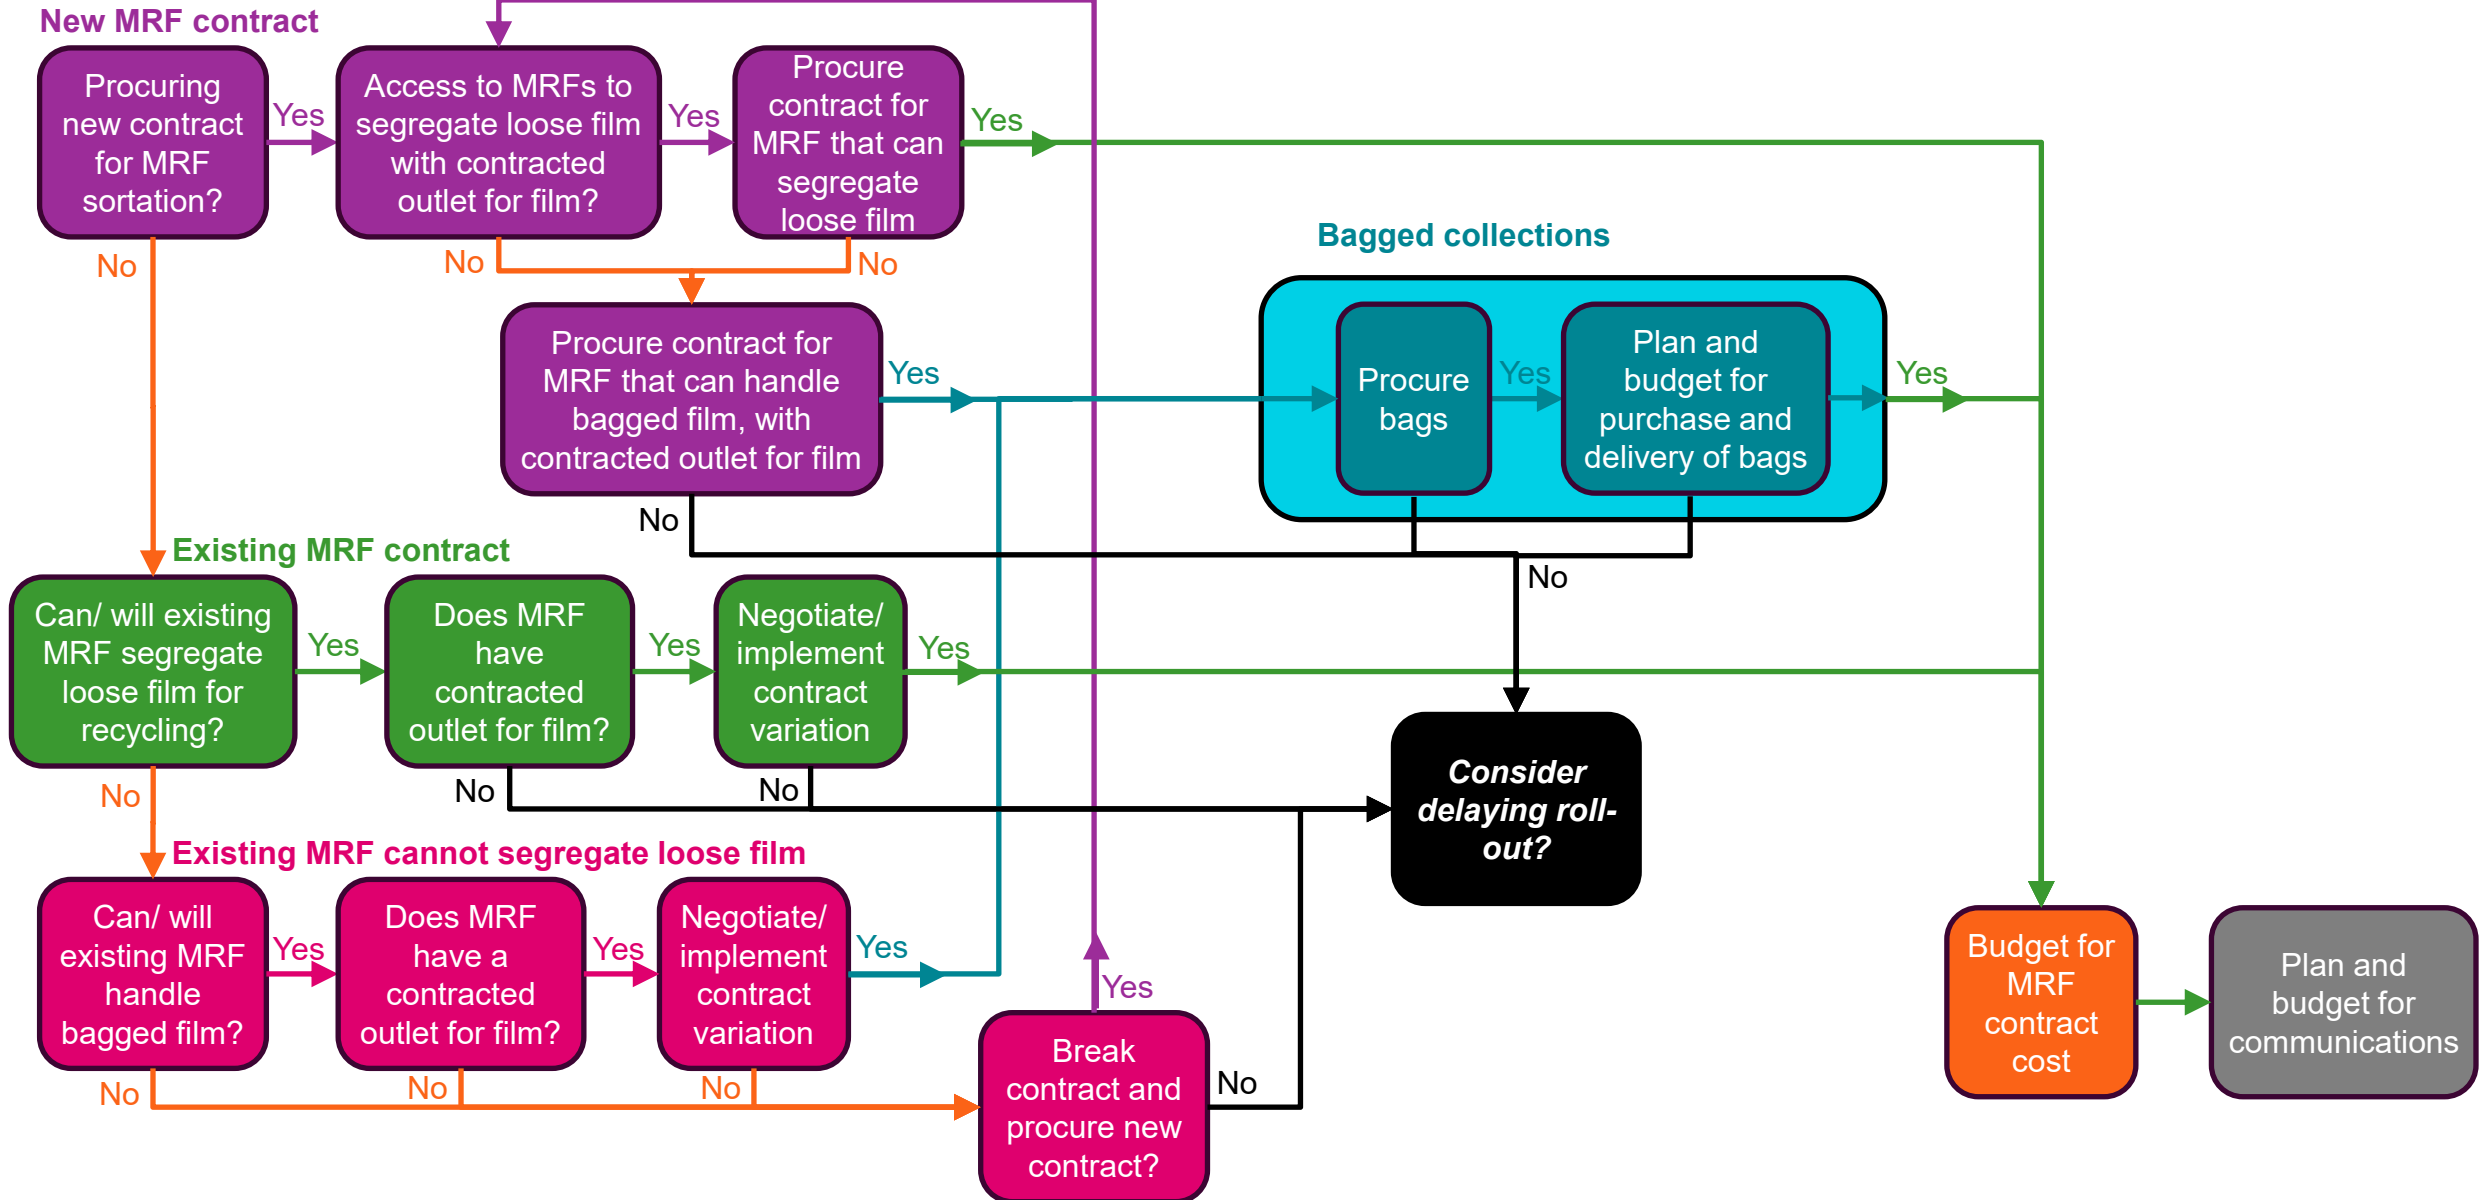 New MRF contract
Procuring
new contract
for MRF
sortation?
Yes
Access to MRFs to
segregate loose film
with contracted
outlet for film?
Yes
Procure
contract for
MRF that can
segregate
loose film
Yes
No
No
No
Procure contract for
MRF that can handle
bagged film, with
contracted outlet for film
Yes
No
Bagged collections
Procure
bags
Yes
Plan and
budget for
purchase and
delivery of bags
Yes
No
Existing MRF contract
Can/ will existing
MRF segregate
loose film for
recycling?
Yes
Does MRF
have
contracted
outlet for film?
Yes
Negotiate/
implement
contract
variation
Yes
No
No
No
Consider
delaying roll-
out?
Existing MRF cannot segregate loose film
Can/ will
existing MRF
handle
bagged film?
Yes
Does MRF
have a
contracted
outlet for film?
Yes
Negotiate/
implement
contract
variation
Yes
No
No
No
Yes
Break
contract and
procure new
contract?
No
Budget for
MRF
contract
cost
Plan and
budget for
communications